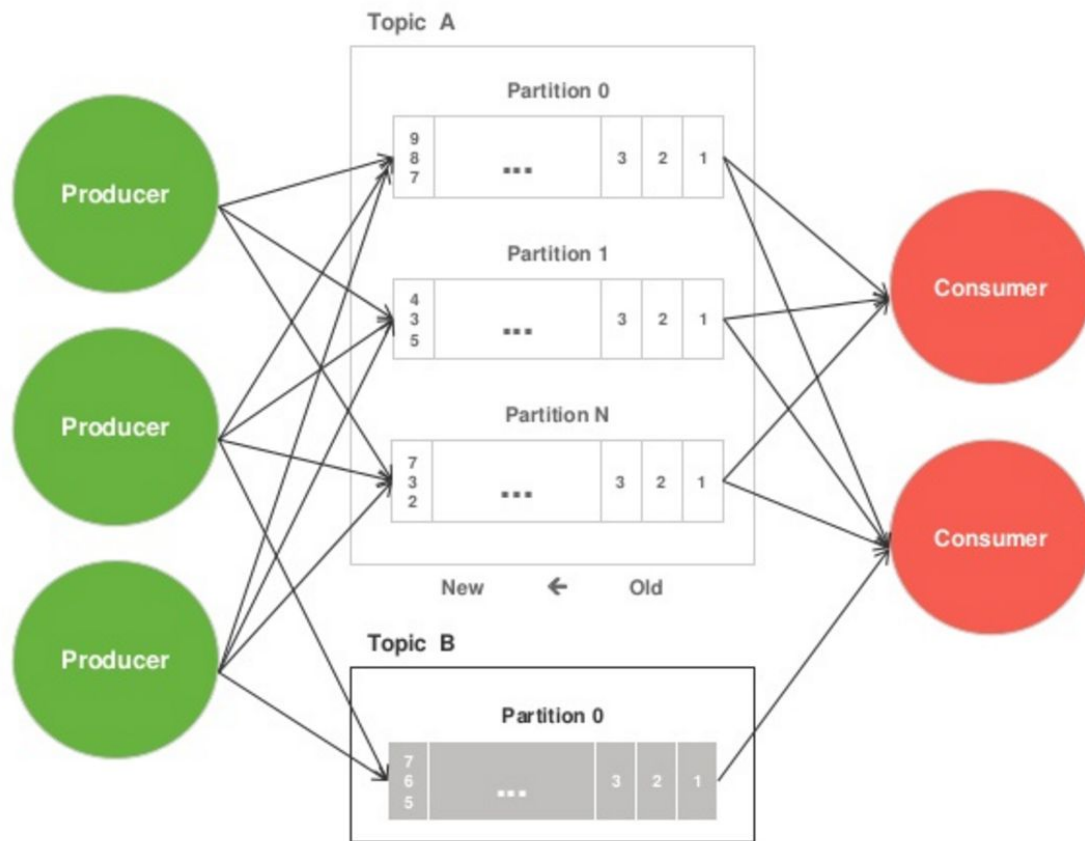 Topic A
Partition 0
9
8
7
...
3 2 1
Partition 1
4
3
5
...
3 2 1
Partition N
7
3
2
...
3 2 1
New ← Old
Topic B
Partition 0
7
6
5
...
3 2 1
Producer
Producer
Producer
Consumer
Consumer